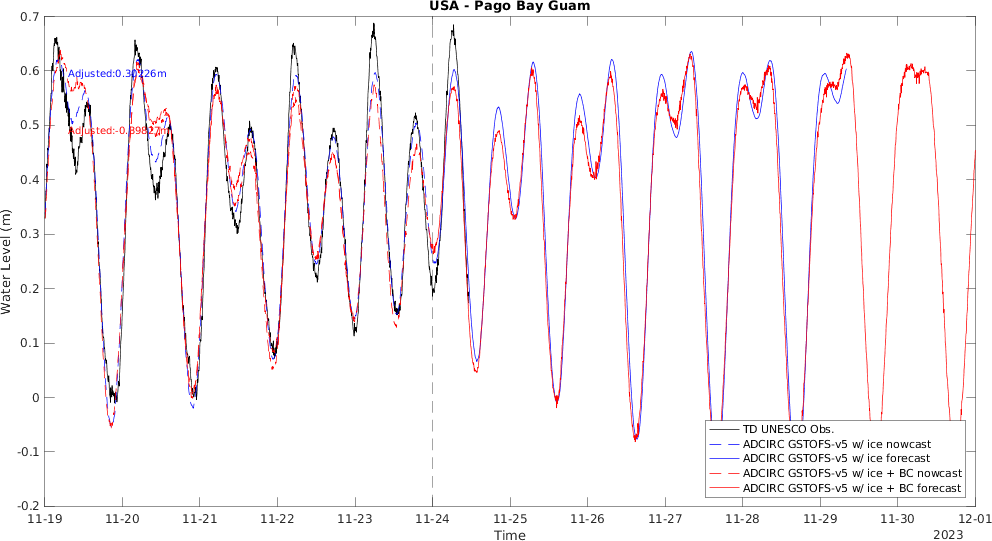 USA - Pago Bay Guam
0.7
0.6
0.5
0.4
0.3
0.2
0.1
0
-0.1
-0.2
Water Level (m)
Adjusted:0.30226m
TD UNESCO Obs.
ADCIRC GSTOFS-v5 w/ ice nowcast
ADCIRC GSTOFS-v5 w/ ice forecast
ADCIRC GSTOFS-v5 w/ ice + BC nowcast
ADCIRC GSTOFS-v5 w/ ice + BC forecast
11-19 11-20 11-21 11-22 11-23 11-24 11-25 11-26 11-27 11-28 11-29 11-30 12-01
Time
2023